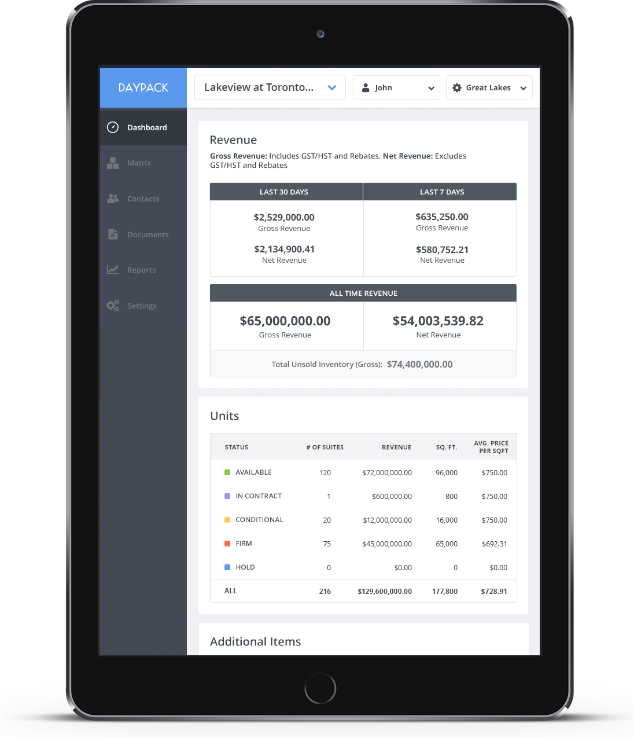 DAYPACK
Lakeview at Toronto...
John
Great Lakes
Dashboard
Matrix
Contacts
Documents
Reports
Settings
Revenue
Gross Revenue: Includes GST/HST and Rebates. Net Revenue: Excludes
GST/HST and Rebates
LAST 30 DAYS LAST 7 DAYS
$2,529,000.00 $635,250.00
Gross Revenue Gross Revenue
$2,134,900.41 $580,752.21
Net Revenue Net Revenue
ALL TIME REVENUE
$65,000,000.00 $54,003,539.82
Gross Revenue Net Revenue
Total Unsold Inventory (Gross): $74,400,000.00
Units
STATUS # OF SUITES REVENUE SQ. FT. AVG. PRICE
PER SQFT
AVAILABLE 120 $72,000,000.00 96,000 $750.00
IN CONTRACT 1 $600,000.00 800 $750.00
CONDITIONAL 20 $12,000,000.00 16,000 $750.00
FIRM 75 $45,000,000.00 65,000 $692.31
HOLD 0 $0.00 0 $0.00
ALL 216 $129,600,000.00 177,800 $728.91
Additional Items